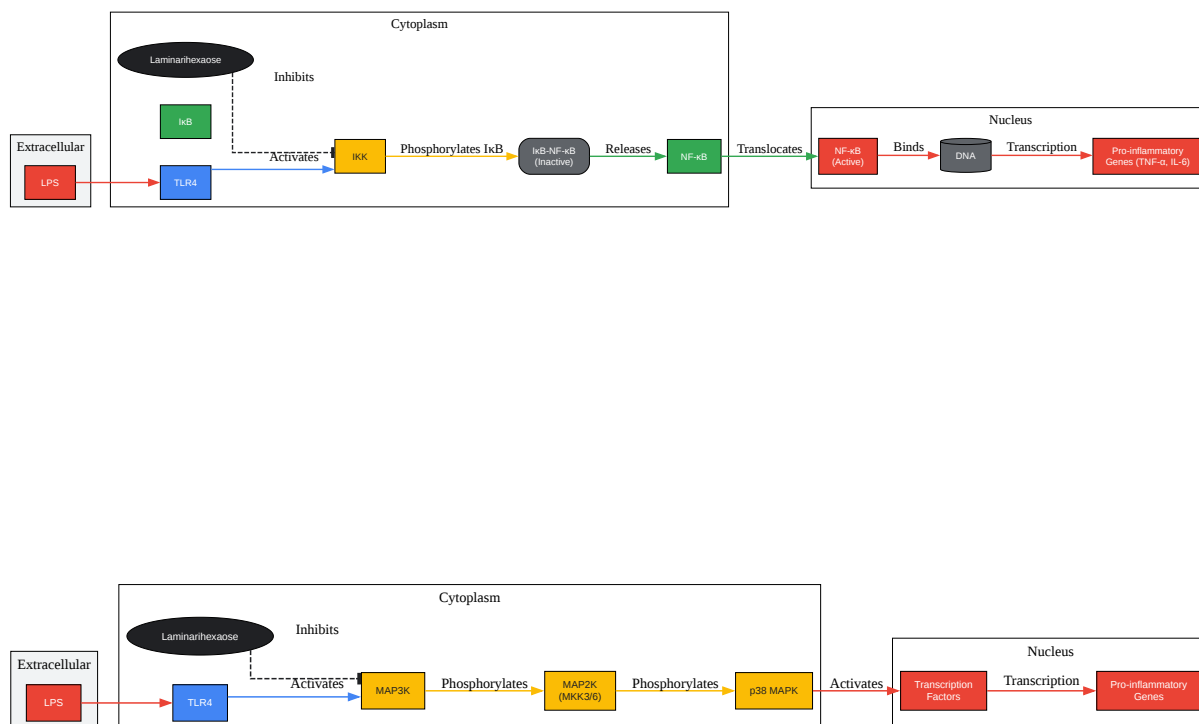 Cytoplasm
Laminarihexaose
Inhibits
IκB
Extracellular
LPS
TLR4
Activates
IKK
Phosphorylates IκB
IκB-NF-κB
(Inactive)
Releases
NF-κB
Translocates
Nucleus
NF-κB
(Active)
Binds
DNA
Transcription
Pro-inflammatory
Genes (TNF-α, IL-6)
Cytoplasm
Laminarihexaose
Inhibits
Extracellular
LPS
TLR4
Activates
MAP3K
Phosphorylates
MAP2K
(MKK3/6)
Phosphorylates
p38 MAPK
Activates
Nucleus
Transcription
Factors
Transcription
Pro-inflammatory
Genes